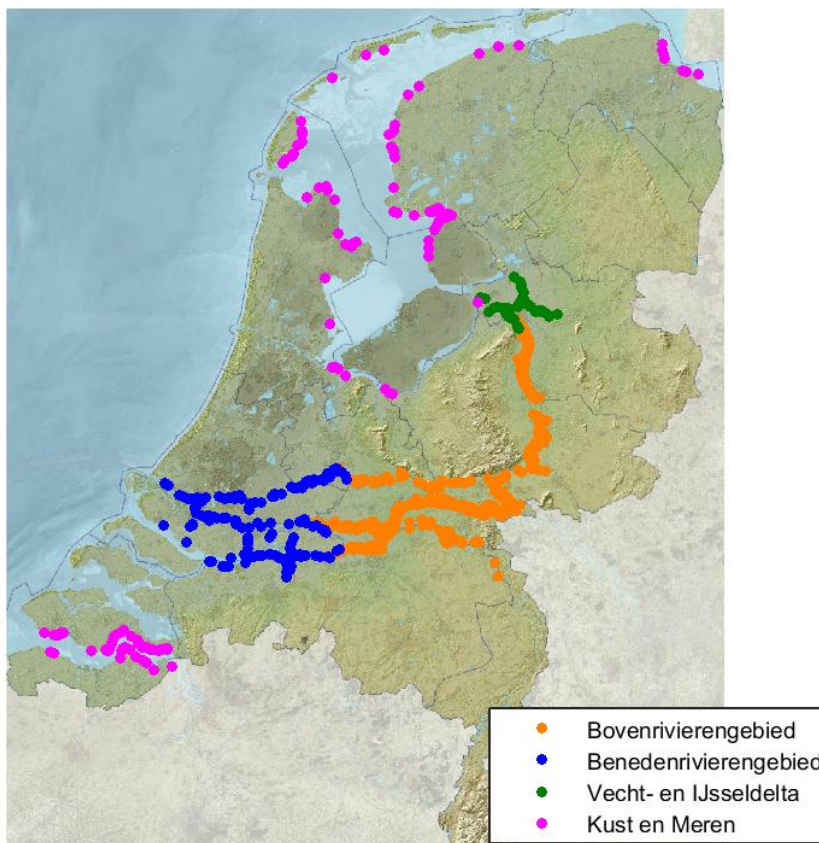 Bovenrivierengebied
Benedenrivierengebied
Vecht- en IJsseldelta
Kust en Meren